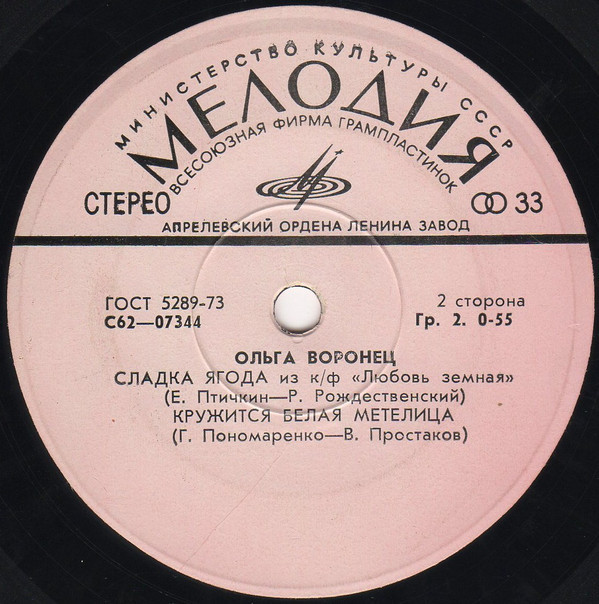 МИНИСТЕРСТВО КУЛЬТУРЫ СССР
МЕЛОДИЯ
ВСЕСОЮЗНАЯ ФИРМА ГРАМПЛАСТИНОК
СТЕРЕО
33
АПРЕЛЕВСКИЙ ОРДЕНА ЛЕНИНА ЗАВОД
ГОСТ 5289-73
2 сторона
С62—07344
Гр. 2. 0-55
ОЛЬГА ВОРОНЕЦ
СЛАДКА ЯГОДА из к/ф «Любовь земная»
(Е. Птичкин—Р. Рождественский)
КРУЖИТСЯ БЕЛАЯ МЕТЕЛИЦА
(Г. Пономаренко—В. Простаков)